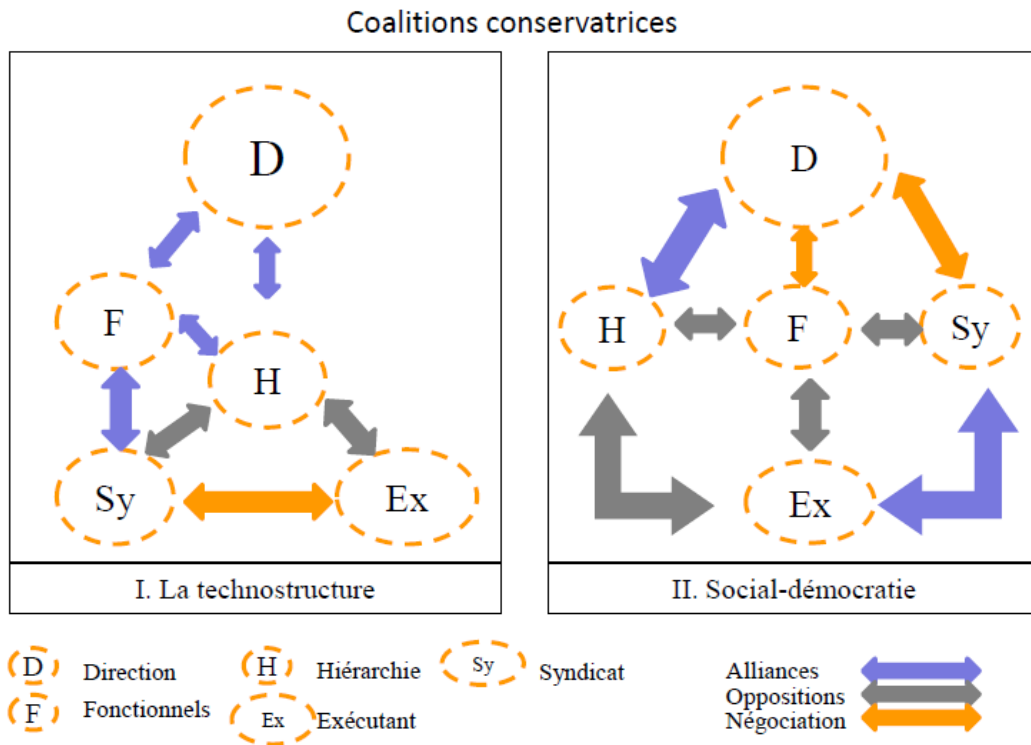 Coalitions conservatrices
D
F
H
Sy
Ex
I. La technostructure
D
H
F
Sy
Ex
II. Social-démocratie
D Direction
H Hiérarchie
Sy Syndicat
F Fonctionnels
Ex Exécutant
Alliances
Oppositions
Négociation